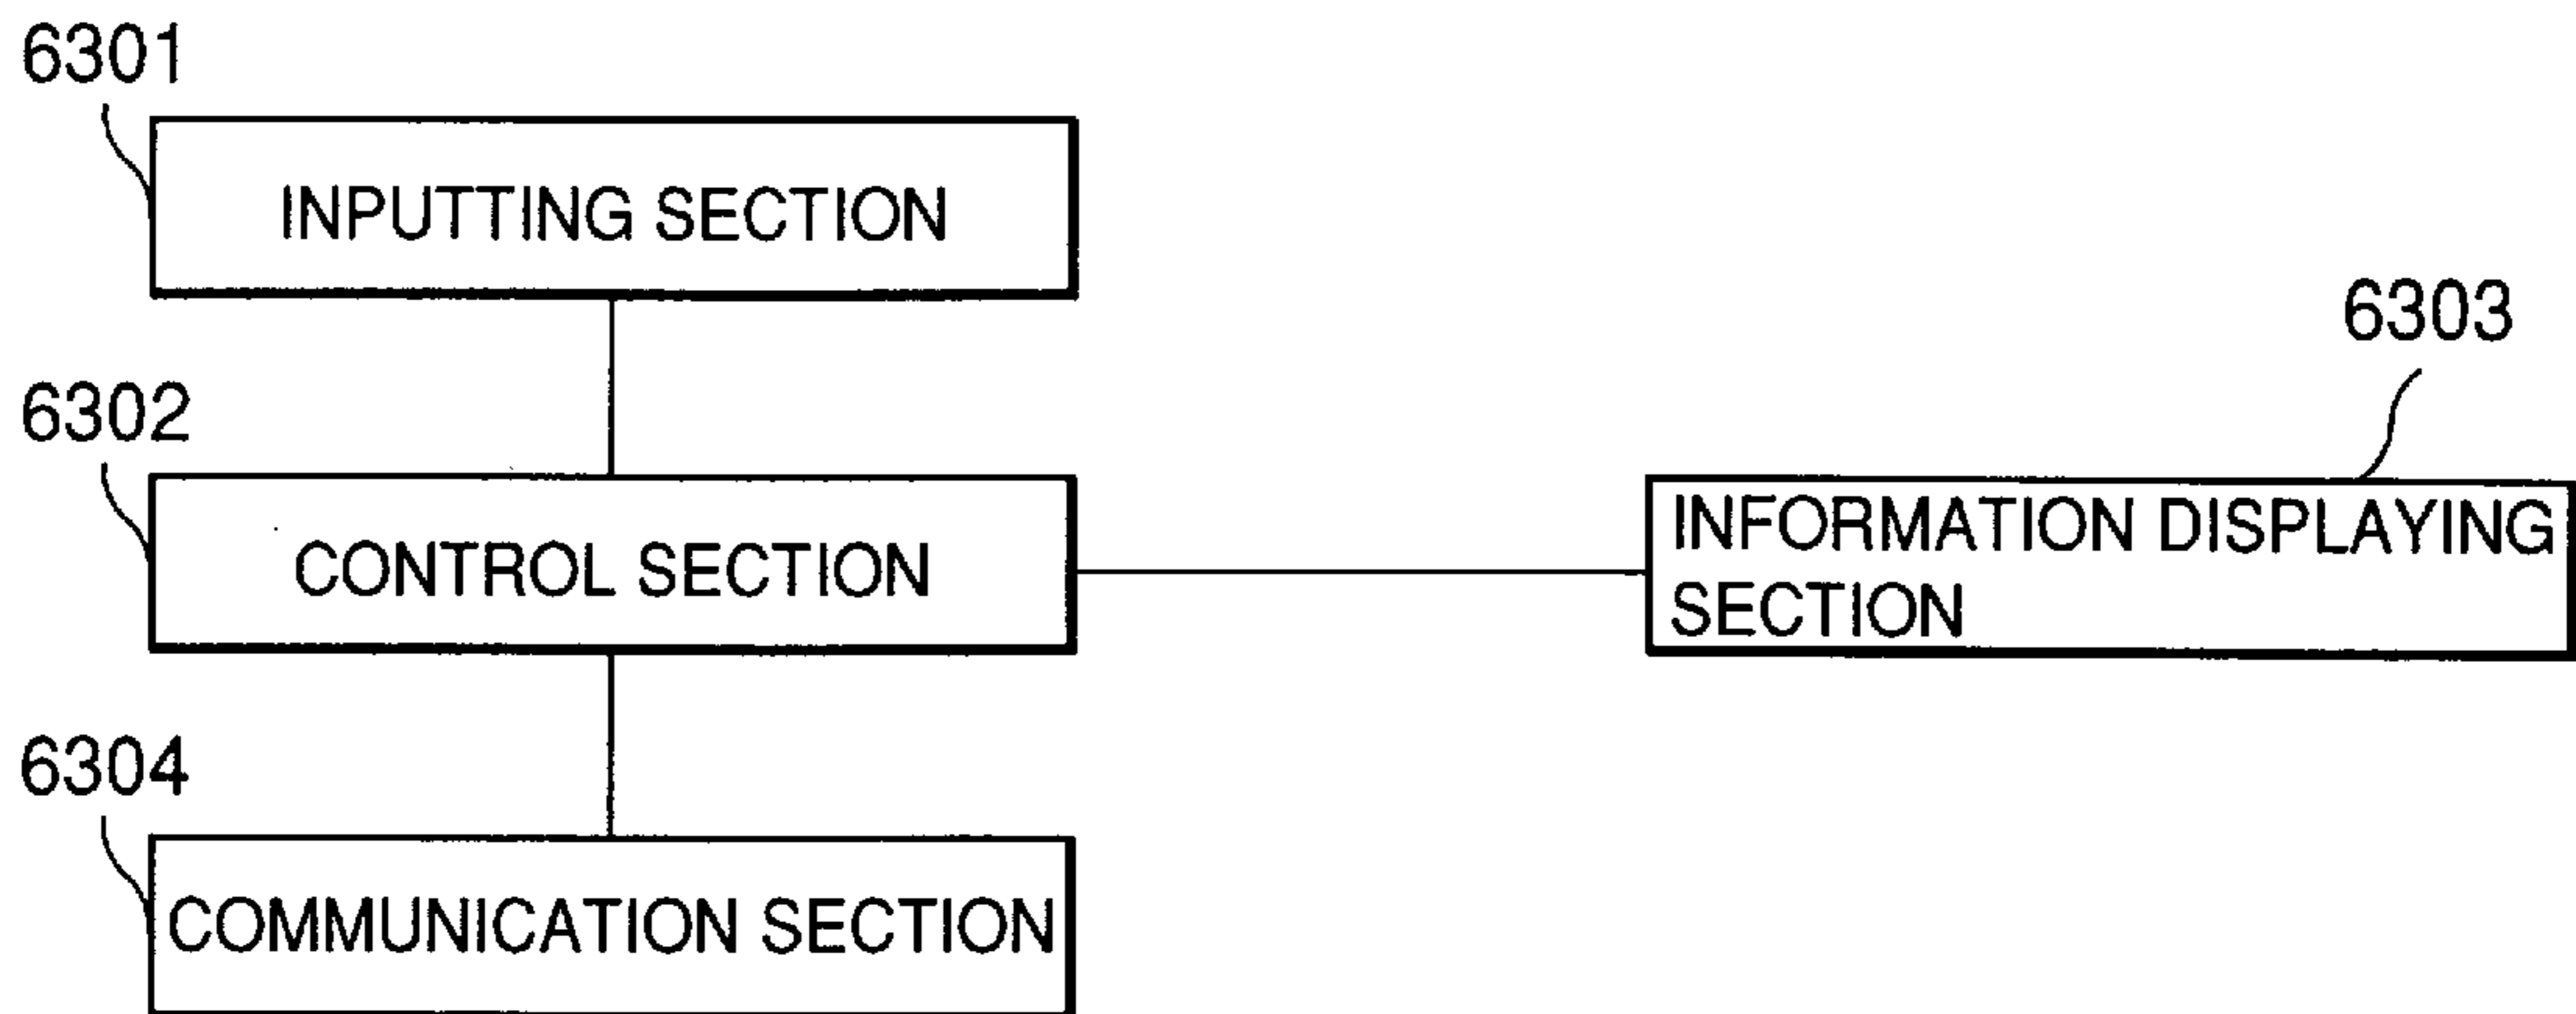 6301
INPUTTING SECTION
6302
CONTROL SECTION
6303
INFORMATION DISPLAYING
SECTION
6304
COMMUNICATION SECTION